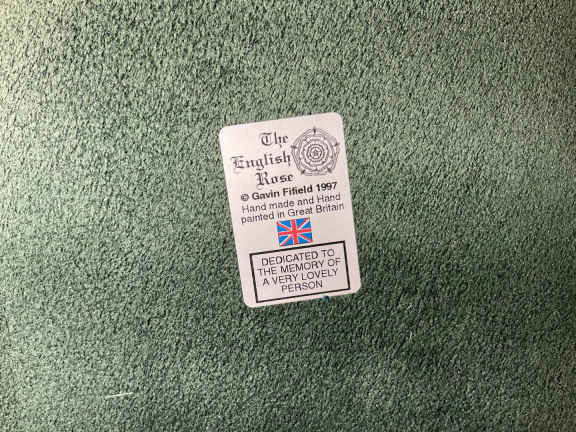 The
English
Rose
© Gavin Fifield 1997
Hand made and Hand
painted in Great Britain
DEDICATED TO
THE MEMORY OF
A VERY LOVELY
PERSON